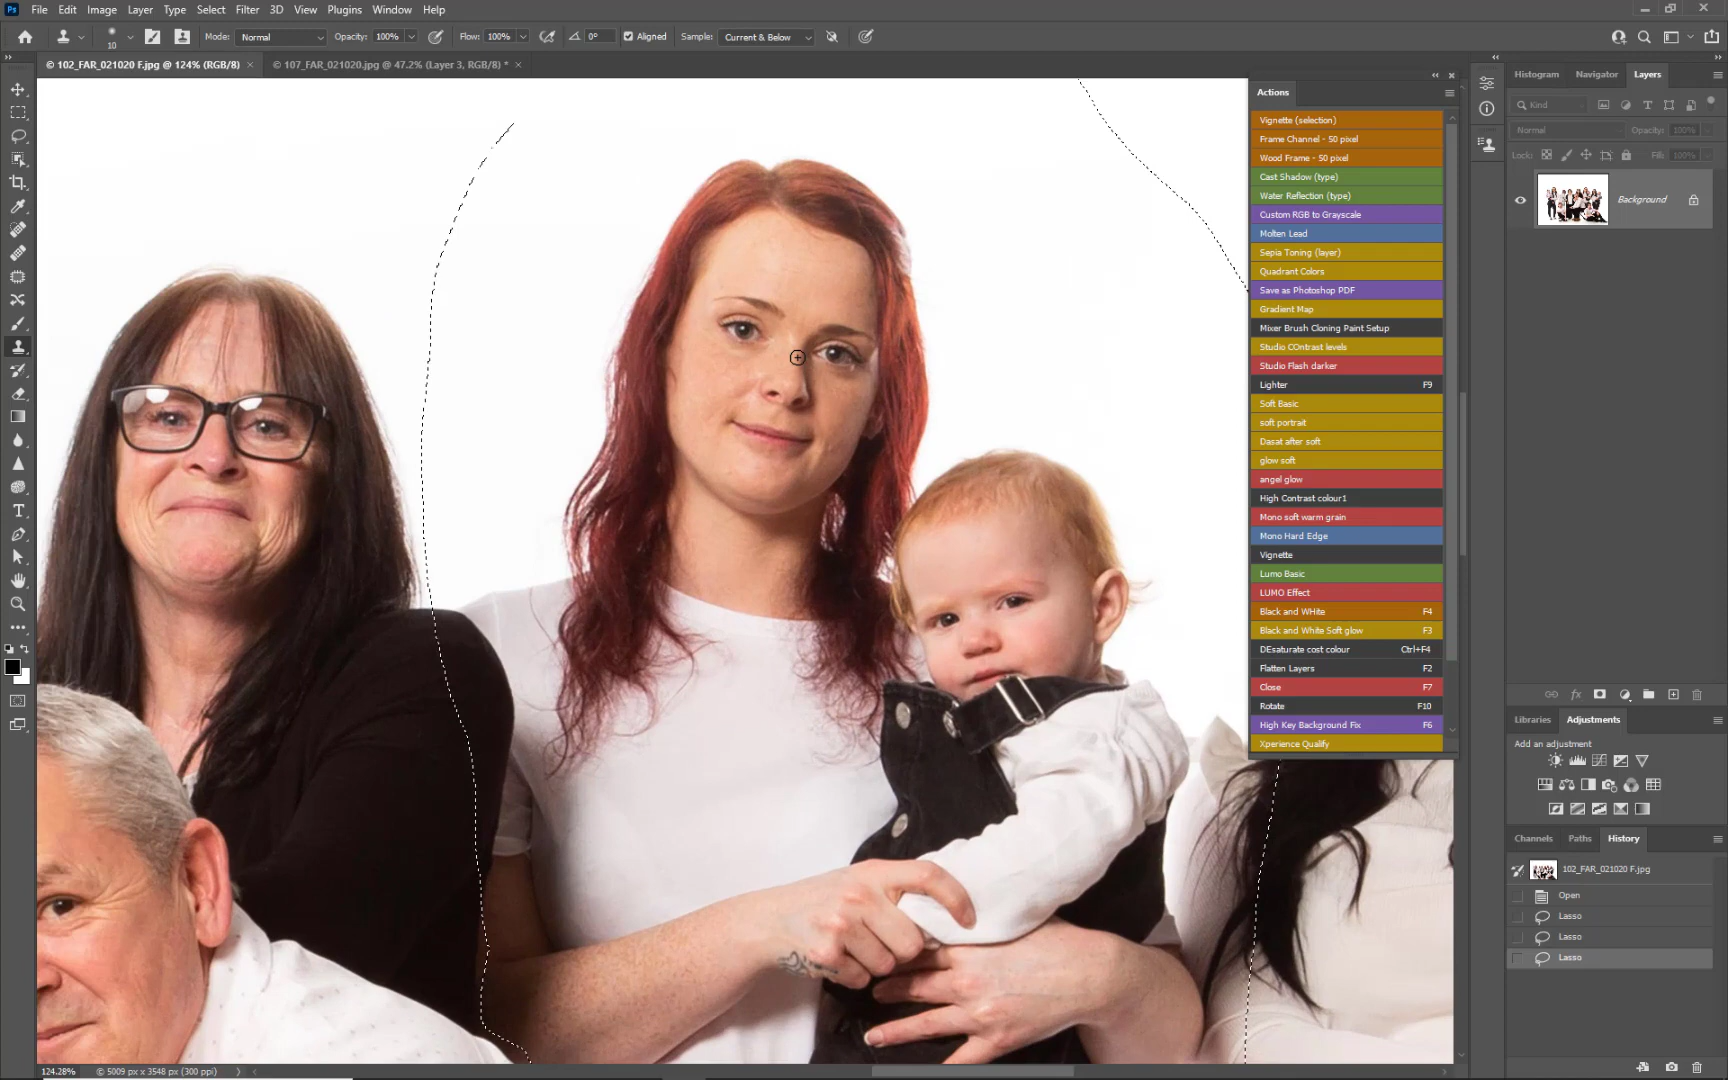 Ps File Edit Image Layer Type Select Filter 3D View Plugins Window Help
10 Mode: Normal Opacity: 100% Flow: 100% 0° Aligned Sample: Current & Below
© 102_FAR_021020 F.jpg @ 124% (RGB/8) × © 107_FAR_021020.jpg @ 47.2% (Layer 3, RGB/8) * ×
Actions
Vignette (selection)
Frame Channel - 50 pixel
Wood Frame - 50 pixel
Cast Shadow (type)
Water Reflection (type)
Custom RGB to Grayscale
Molten Lead
Sepia Toning (layer)
Quadrant Colors
Save as Photoshop PDF
Gradient Map
Mixer Brush Cloning Paint Setup
Studio COntrast levels
Studio Flash darker
Lighter F9
Soft Basic
soft portrait
Dasat after soft
glow soft
angel glow
High Contrast colour1
Mono soft warm grain
Mono Hard Edge
Vignette
Lumo Basic
LUMO Effect
Black and WHite F4
Black and White Soft glow F3
DEsaturate cost colour Ctrl+F4
Flatten Layers F2
Close F7
Rotate F10
High Key Background Fix F6
Xperience Qualify
Histogram Navigator Layers
Kind
Normal Opacity: 100%
Lock: Fill: 100%
Background
fx
Libraries Adjustments
Add an adjustment
Channels Paths History
102_FAR_021020 F.jpg
Open
Lasso
Lasso
Lasso
124.28% © 5009 px x 3548 px (300 ppi)